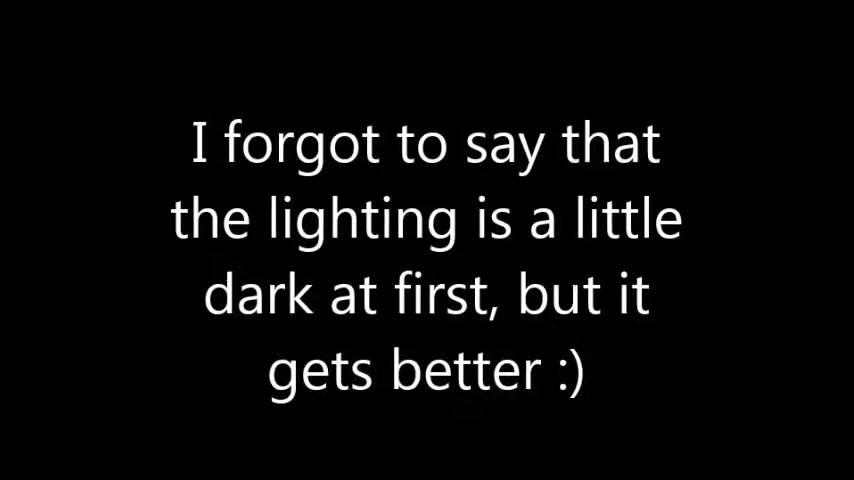 I forgot to say that
the lighting is a little
dark at first, but it
gets better :)